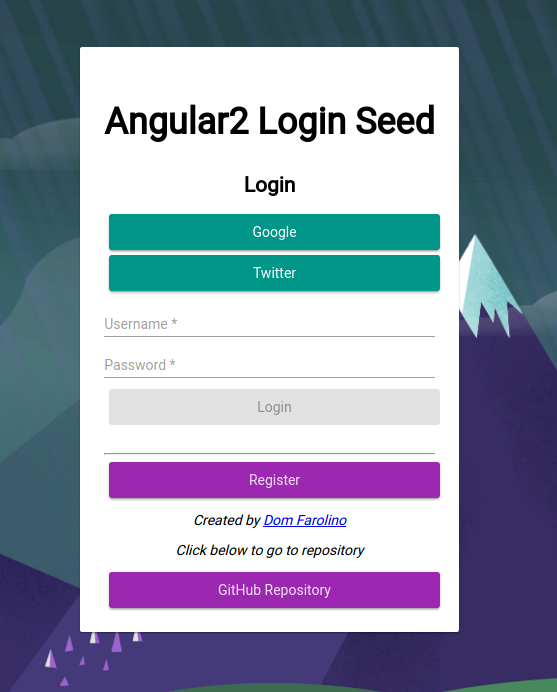 Angular2 Login Seed
Login
Google
Twitter
Username *
Password *
Login
Register
Created by Dom Farolino
Click below to go to repository
GitHub Repository